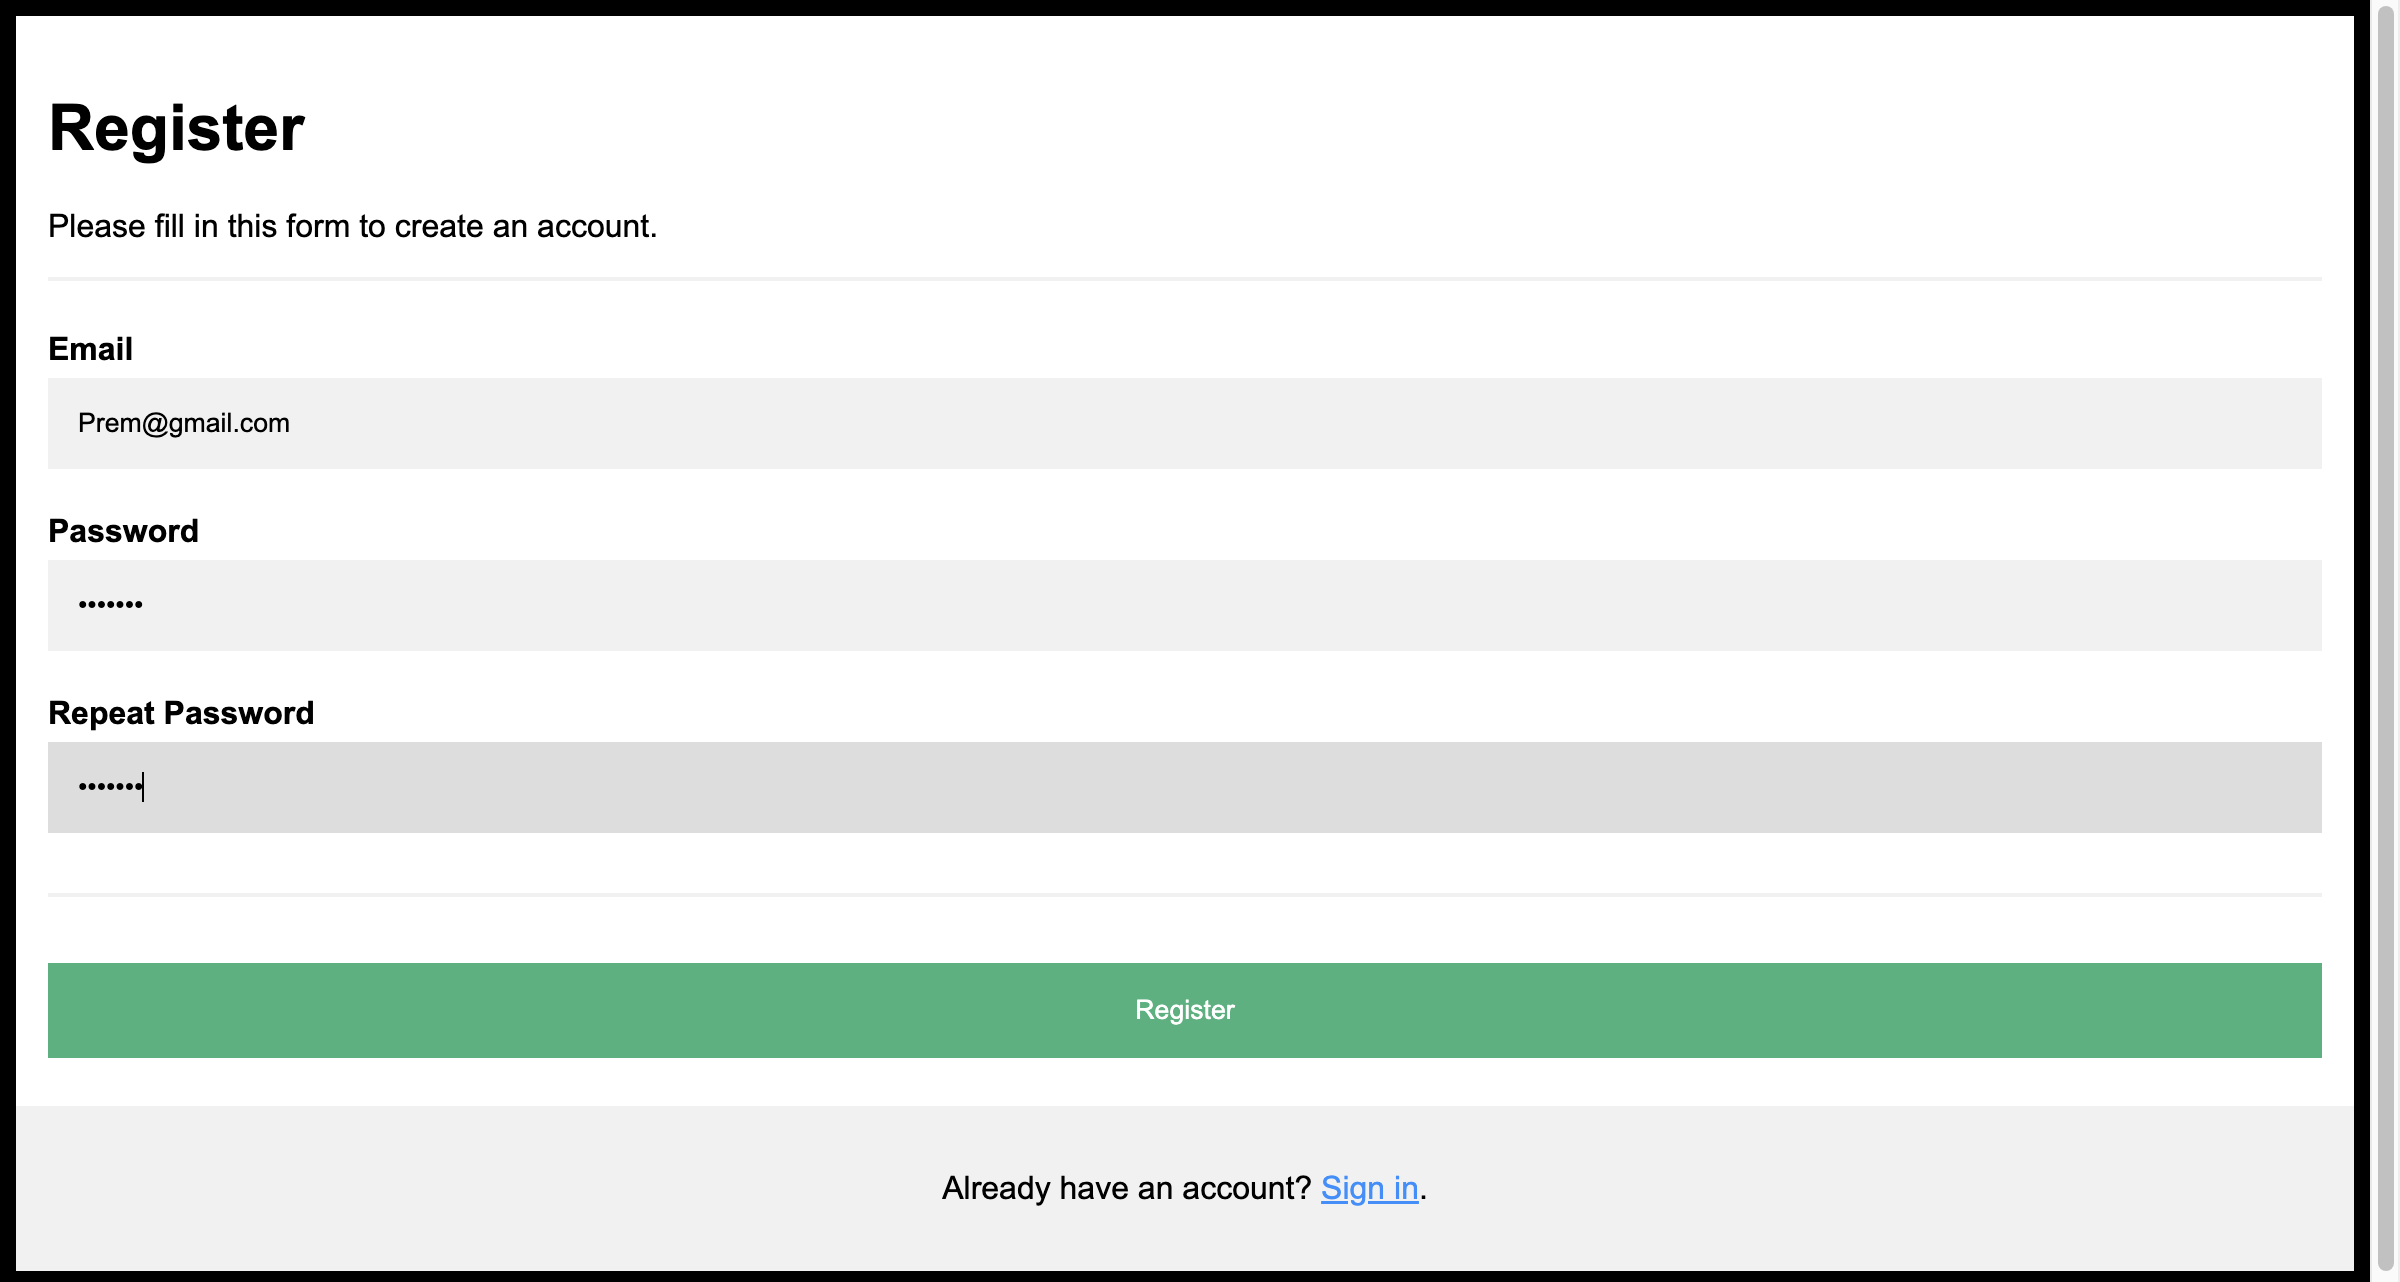 Register
Please fill in this form to create an account.
Email
Prem@gmail.com
Password
•••••••
Repeat Password
•••••••
Register
Already have an account? Sign in.